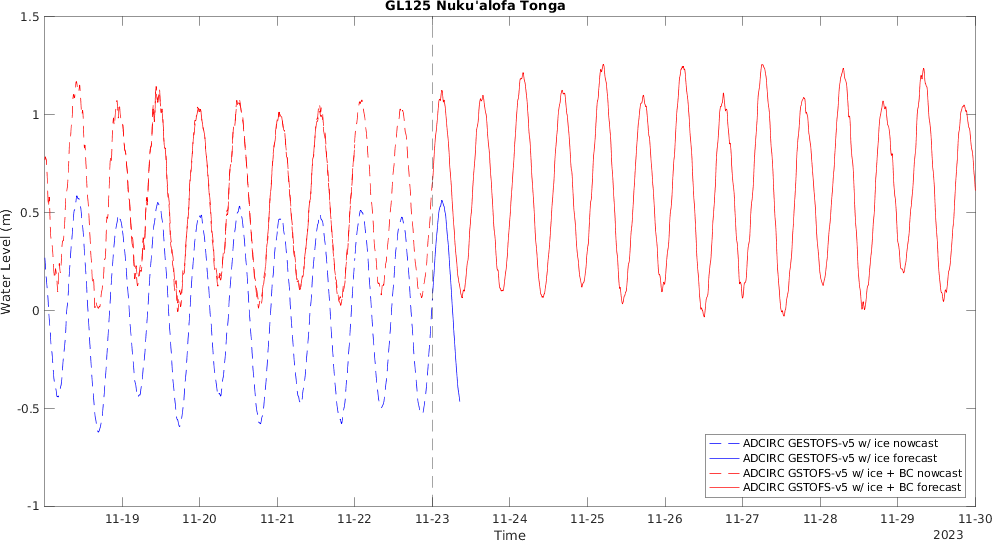 GL125 Nuku'alofa Tonga
1.5
1
0.5
0
-0.5
-1
Water Level (m)
11-19 11-20 11-21 11-22 11-23 11-24 11-25 11-26 11-27 11-28 11-29 11-30
Time
2023
ADCIRC GESTOFS-v5 w/ ice nowcast
ADCIRC GESTOFS-v5 w/ ice forecast
ADCIRC GSTOFS-v5 w/ ice + BC nowcast
ADCIRC GSTOFS-v5 w/ ice + BC forecast